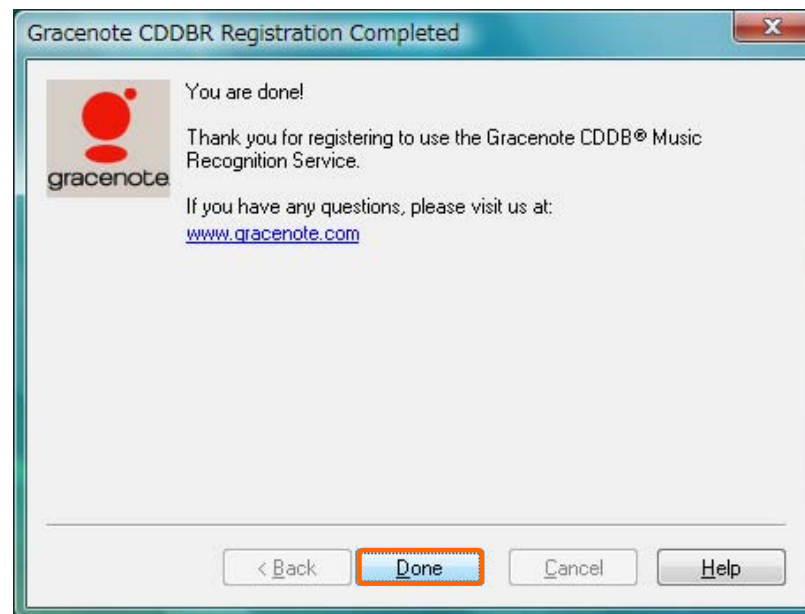 Gracenote CDDBR Registration Completed
You are done!
Thank you for registering to use the Gracenote CDDB® Music
Recognition Service.
gracenote
If you have any questions, please visit us at:
www.gracenote.com
< Back
Done
Cancel
Help